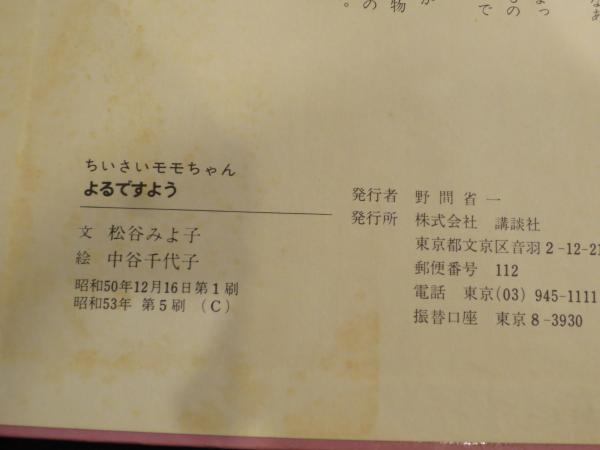 ちいさいモモちゃん
よるですよう
文 松谷みよ子
絵 中谷千代子
昭和50年12月16日第1刷
昭和53年 第5刷 (C)
発行者 野間省一
発行所 株式会社 講談社
東京都文京区音羽2-12-21
郵便番号 112
電話 東京(03) 945-1111
振替口座 東京8-3930